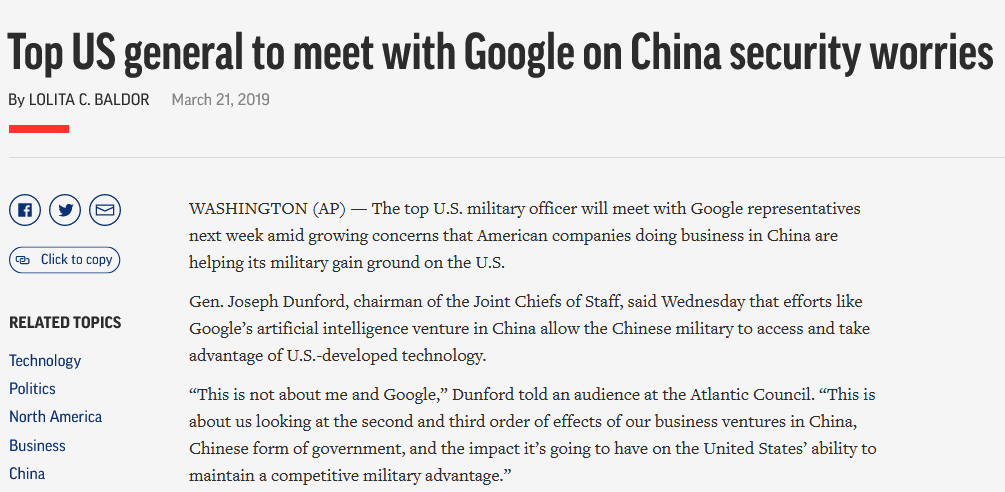 Top US general to meet with Google on China security worries
By LOLITA C. BALDOR March 21, 2019
Click to copy
RELATED TOPICS
Technology
Politics
North America
Business
China
WASHINGTON (AP) — The top U.S. military officer will meet with Google representatives
next week amid growing concerns that American companies doing business in China are
helping its military gain ground on the U.S.
Gen. Joseph Dunford, chairman of the Joint Chiefs of Staff, said Wednesday that efforts like
Google’s artificial intelligence venture in China allow the Chinese military to access and take
advantage of U.S.-developed technology.
“This is not about me and Google,” Dunford told an audience at the Atlantic Council. “This is
about us looking at the second and third order of effects of our business ventures in China,
Chinese form of government, and the impact it’s going to have on the United States’ ability to
maintain a competitive military advantage.”